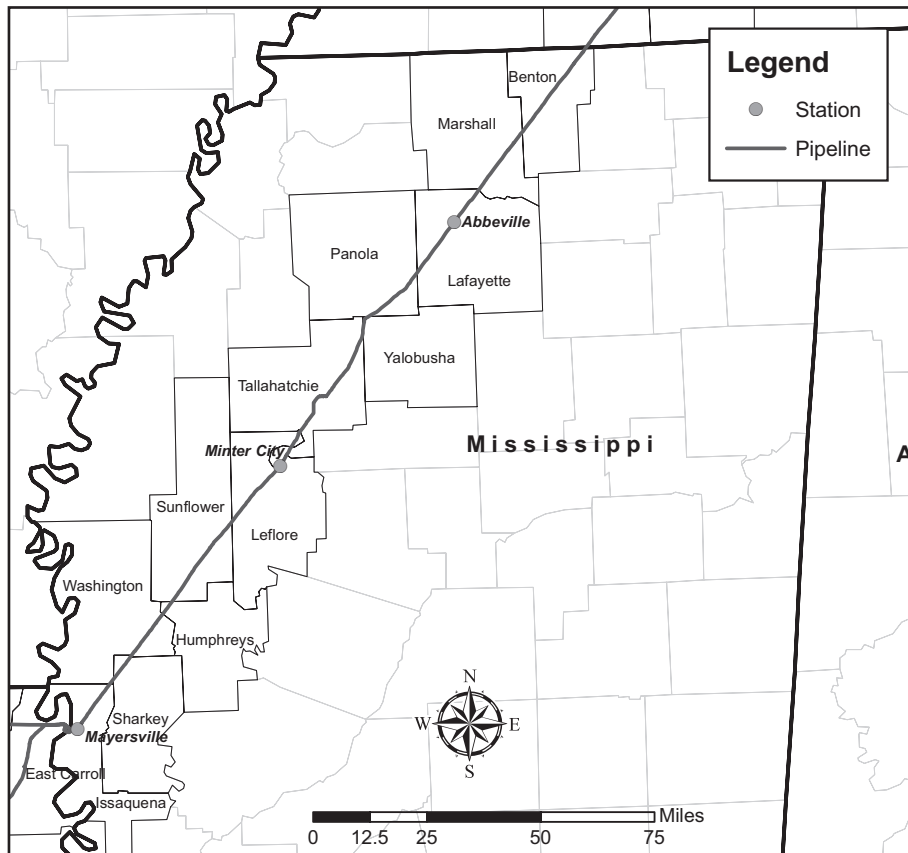 Legend
Station
Pipeline
Benton
Marshall
Abbeville
Panola
Lafayette
Yalobusha
Tallahatchie
Mississippi
A
Minter City
Sunflower
Leflore
Washington
Humphreys
N
W E
S
Sharkey
Mayersville
East Carroll
Issaquena
Miles
0 12.5 25 50 75